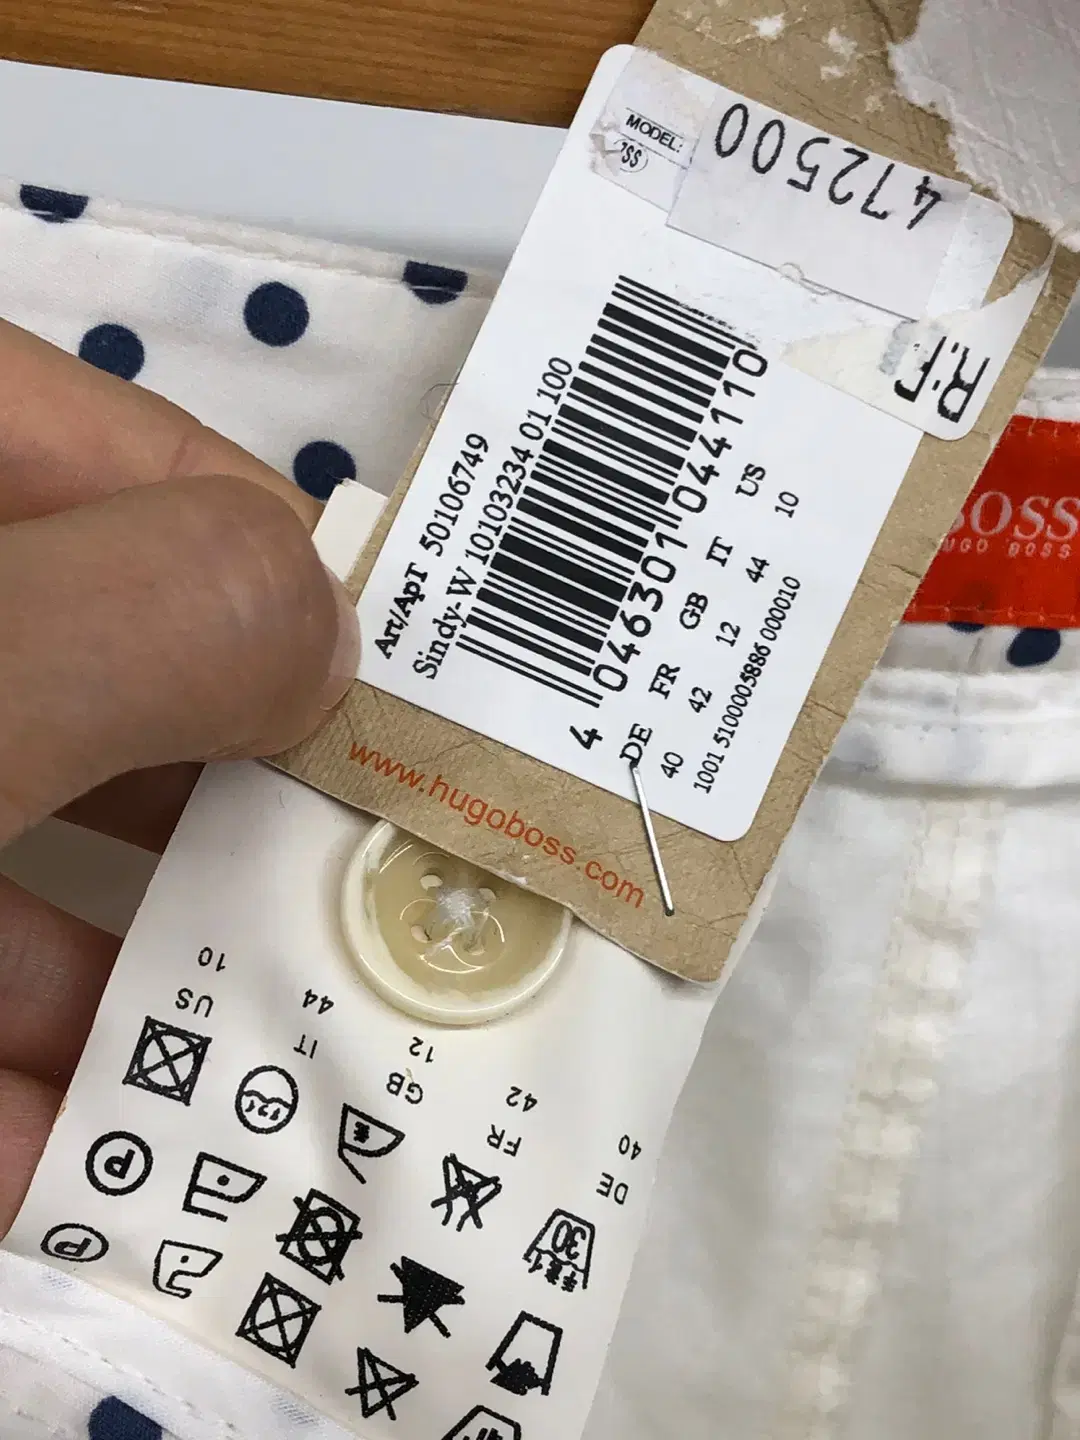 MODEL:
472500
R:F
Art/ApT 50106749
Sindy-W 10103234 01 100
4 046301 044110
DE FR GB IT US
40 42 12 44 10
1001 5100005886 000010
www.hugoboss.com
BOSS
HUGO BOSS
DE FR GB IT US
40 42 12 44 10
30
P
P